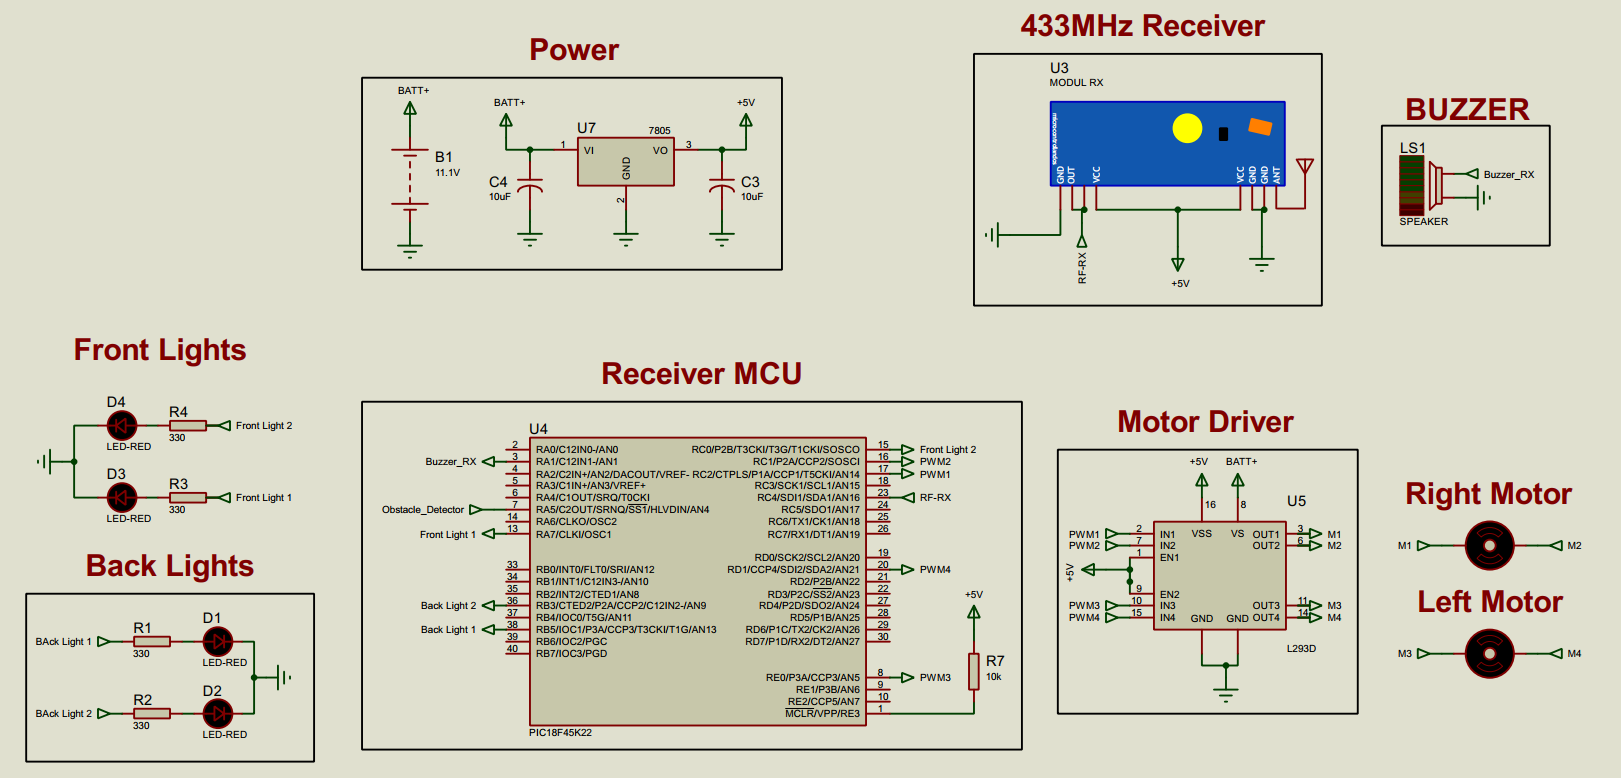 Power
BATT+
B1
11.1V
BATT+
C4
10uF
U7
7805
1
VI
VO
3
GND
2
+5V
C3
10uF
433MHz Receiver
U3
MODUL RX
GND
OUT
VCC
VCC
GND
GND
ANT
RF-RX
+5V
BUZZER
LS1
Buzzer_RX
SPEAKER
Front Lights
D4
LED-RED
R4
330
Front Light 2
D3
LED-RED
R3
330
Front Light 1
Back Lights
BAck Light 1
R1
330
D1
LED-RED
BAck Light 2
R2
330
D2
LED-RED
Receiver MCU
U4
2 RA0/C12IN0-/AN0
Buzzer_RX 3 RA1/C12IN1-/AN1
4 RA2/C2IN+/AN2/DACOUT/VREF-
5 RA3/C1IN+/AN3/VREF+
6 RA4/C1OUT/SRQ/T0CKI
Obstacle_Detector 7 RA5/C2OUT/SRNQ/SS1/HLVDIN/AN4
14 RA6/CLKO/OSC2
Front Light 1 13 RA7/CLKI/OSC1
33 RB0/INT0/FLT0/SRI/AN12
34 RB1/INT1/C12IN3-/AN10
35 RB2/INT2/CTED1/AN8
Back Light 2 36 RB3/CTED2/P2A/CCP2/C12IN2-/AN9
37 RB4/IOC0/T5G/AN11
Back Light 1 38 RB5/IOC1/P3A/CCP3/T3CKI/T1G/AN13
39 RB6/IOC2/PGC
40 RB7/IOC3/PGD
RC0/P2B/T3CKI/T3G/T1CKI/SOSCO 15 Front Light 2
RC1/P2A/CCP2/SOSCI 16 PWM2
RC2/CTPLS/P1A/CCP1/T5CKI/AN14 17 PWM1
RC3/SCK1/SCL1/AN15 18
RC4/SDI1/SDA1/AN16 23 RF-RX
RC5/SDO1/AN17 24
RC6/TX1/CK1/AN18 25
RC7/RX1/DT1/AN19 26
RD0/SCK2/SCL2/AN20 19
RD1/CCP4/SDI2/SDA2/AN21 20 PWM4
RD2/P2B/AN22 21
RD3/P2C/SS2/AN23 22
RD4/P2D/SDO2/AN24 27
RD5/P1B/AN25 28
RD6/P1C/TX2/CK2/AN26 29
RD7/P1D/RX2/DT2/AN27 30
RE0/P3A/CCP3/AN5 8 PWM3
RE1/P3B/AN6 9
RE2/CCP5/AN7 10
MCLR/VPP/RE3 1
PIC18F45K22
+5V
R7
10k
Motor Driver
+5V
BATT+
U5
16
8
VSS
VS
PWM1 2 IN1
PWM2 7 IN2
1 EN1
+5V
9 EN2
PWM3 10 IN3
PWM4 15 IN4
OUT1 3 M1
OUT2 6 M2
OUT3 11 M3
OUT4 14 M4
GND
GND
L293D
Right Motor
M1
M2
Left Motor
M3
M4